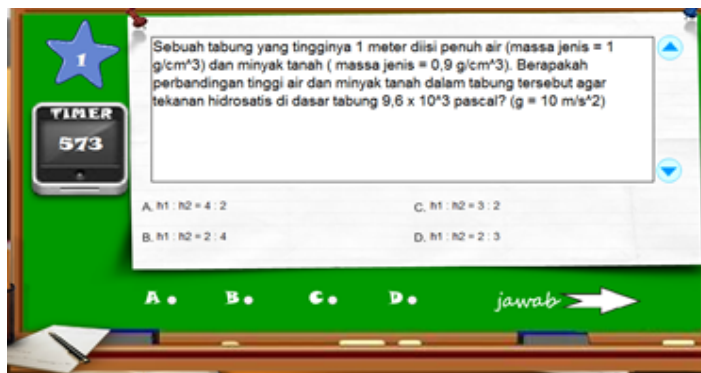 1
Sebuah tabung yang tingginya 1 meter diisi penuh air (massa jenis = 1
g/cm^3) dan minyak tanah ( massa jenis = 0,9 g/cm^3). Berapakah
perbandingan tinggi air dan minyak tanah dalam tabung tersebut agar
tekanan hidrosatis di dasar tabung 9,6 x 10^3 pascal? (g = 10 m/s^2)
TIMER
573
A. h1 : h2 = 4 : 2
C. h1 : h2 = 3 : 2
B. h1 : h2 = 2 : 4
D. h1 : h2 = 2 : 3
A. B. C. D. jawab